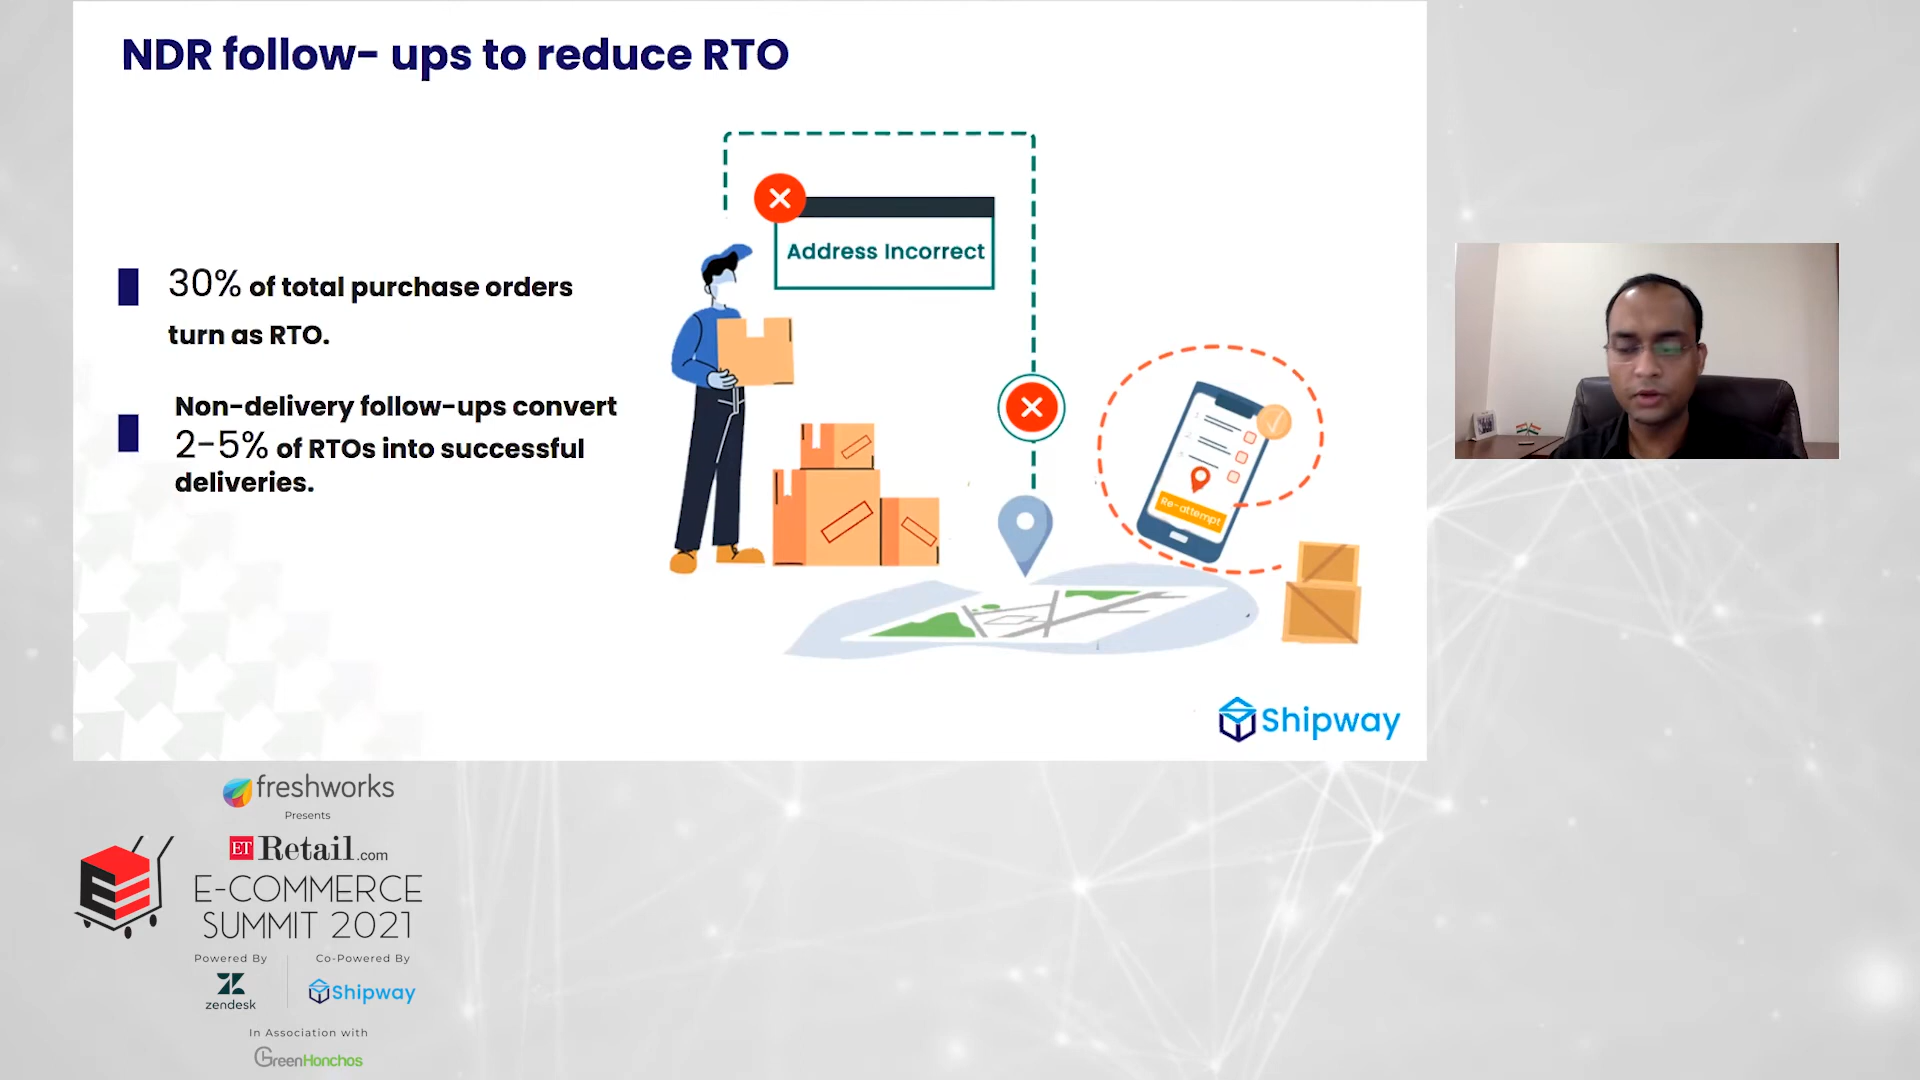 NDR follow- ups to reduce RTO
Address Incorrect
30% of total purchase orders
turn as RTO.
Non-delivery follow-ups convert
2-5% of RTOs into successful
deliveries.
Re-attempt
Shipway
freshworks
Presents
ET Retail.com
E-COMMERCE
SUMMIT 2021
Powered By
zendesk
Co-Powered By
Shipway
In Association with
GreenHonchos